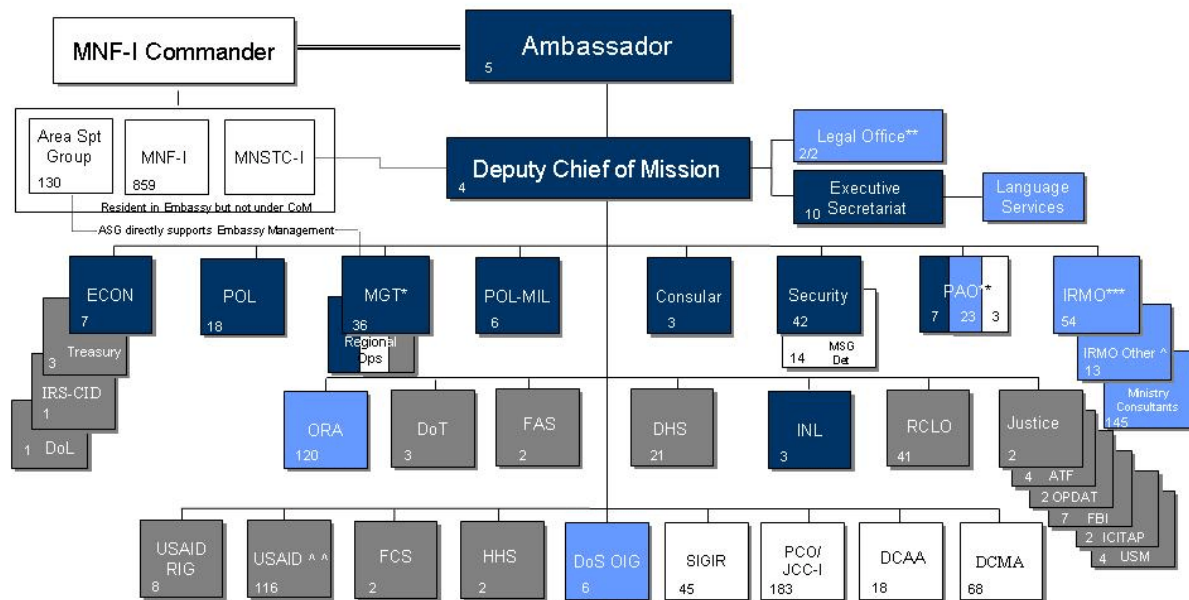 MNF-I Commander
Ambassador
5
Area Spt
Group
130
MNF-I
859
MNSTC-I
Resident in Embassy but not under CoM
Deputy Chief of Mission
4
Legal Office**
2/2
Executive
Secretariat
10
Language
Services
ASG directly supports Embassy Management
ECON
7
Treasury
3
IRS-CID
1
1 DoL
POL
18
MGT*
36
Regional
Ops
POL-MIL
6
Consular
3
Security
42
14 MSG
Det
PAO**
7 23 3
IRMO***
54
IRMO Other ^
13
Ministry
Consultants
145
ORA
120
DoT
3
FAS
2
DHS
21
INL
3
RCLO
41
Justice
2
4 ATF
2 OPDAT
7 FBI
2 ICITAP
4 USM
USAID
RIG
8
USAID ^ ^
116
FCS
2
HHS
2
DoS OIG
6
SIGIR
45
PCO/
JCC-I
183
DCAA
18
DCMA
68